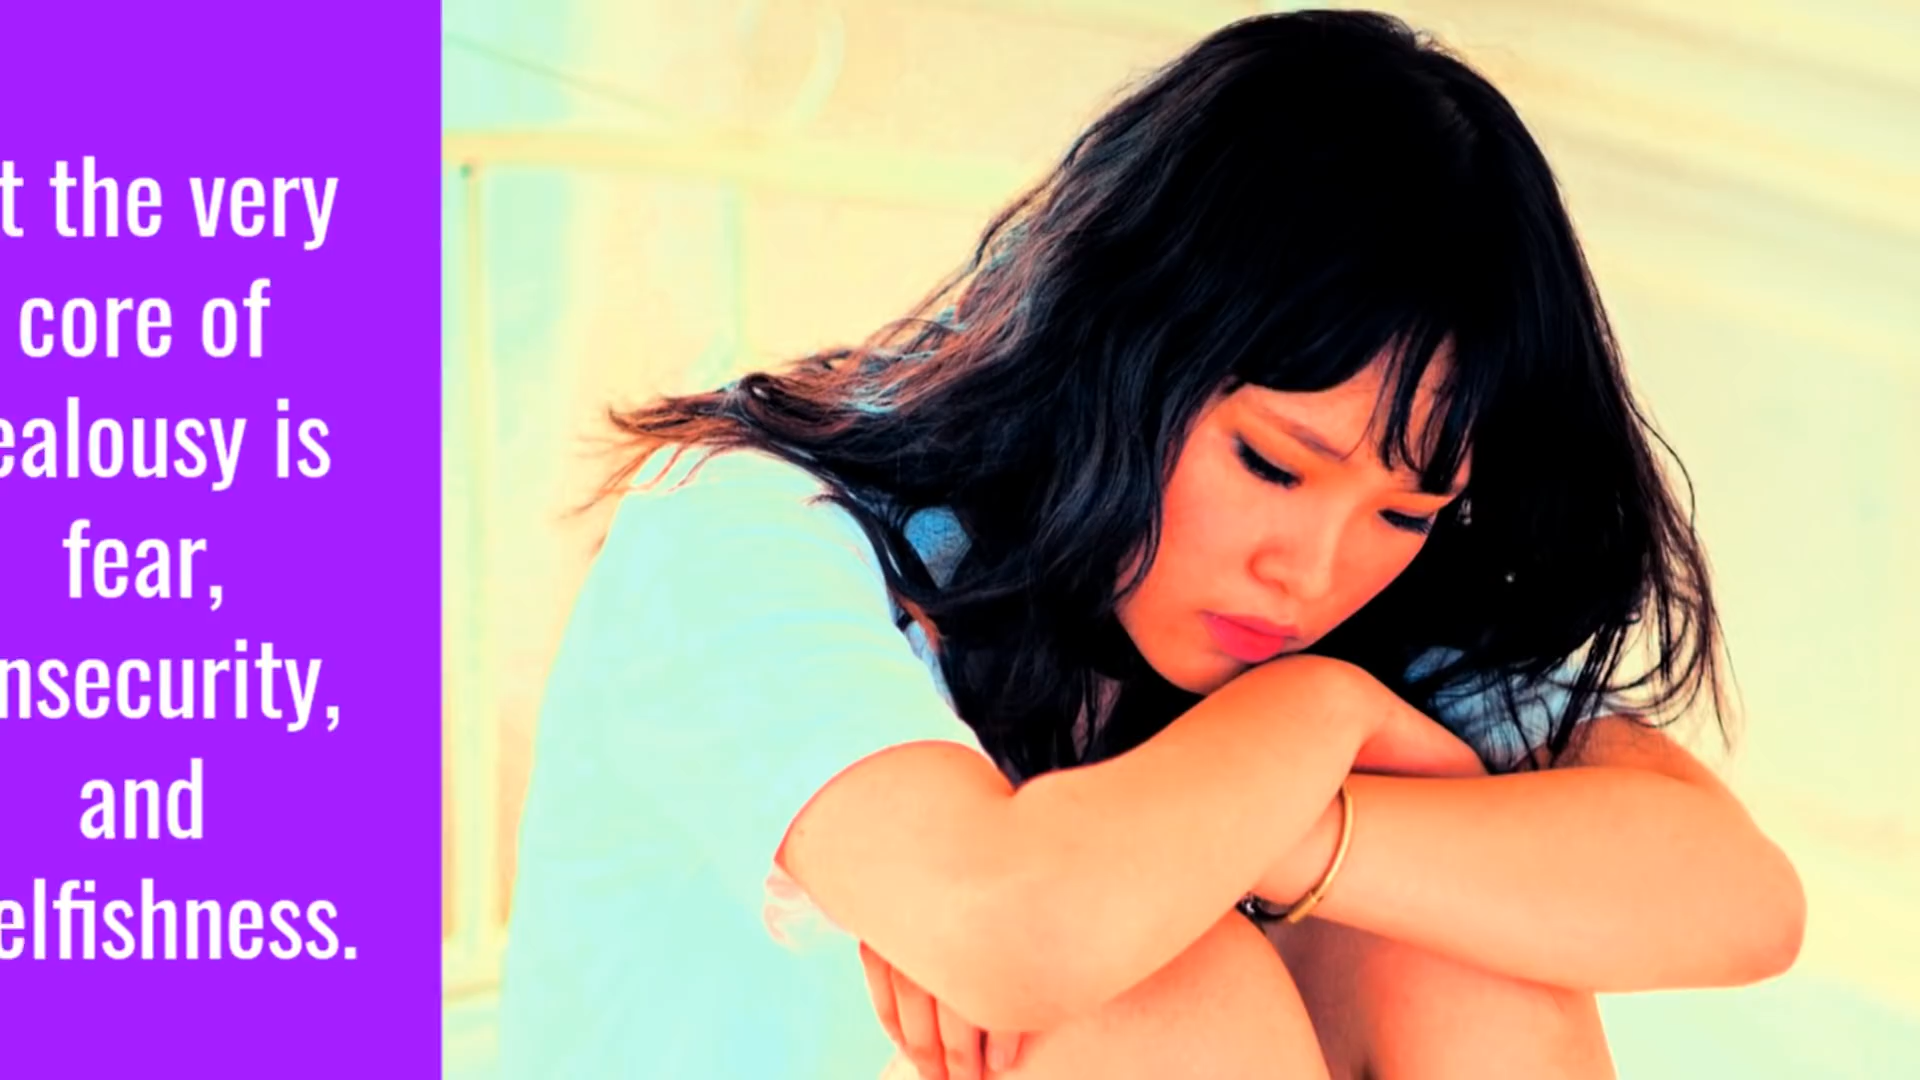 t the very
core of
ealousy is
fear,
nsecurity,
and
elfishness.